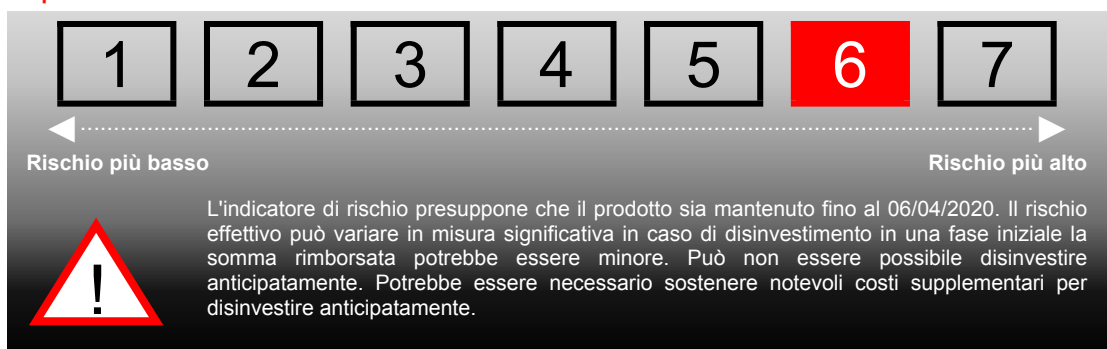 1 2 3 4 5 6 7
Rischio più basso Rischio più alto
L'indicatore di rischio presuppone che il prodotto sia mantenuto fino al 06/04/2020. Il rischio
effettivo può variare in misura significativa in caso di disinvestimento in una fase iniziale la
somma rimborsata potrebbe essere minore. Può non essere possibile disinvestire
anticipatamente. Potrebbe essere necessario sostenere notevoli costi supplementari per
disinvestire anticipatamente.
!